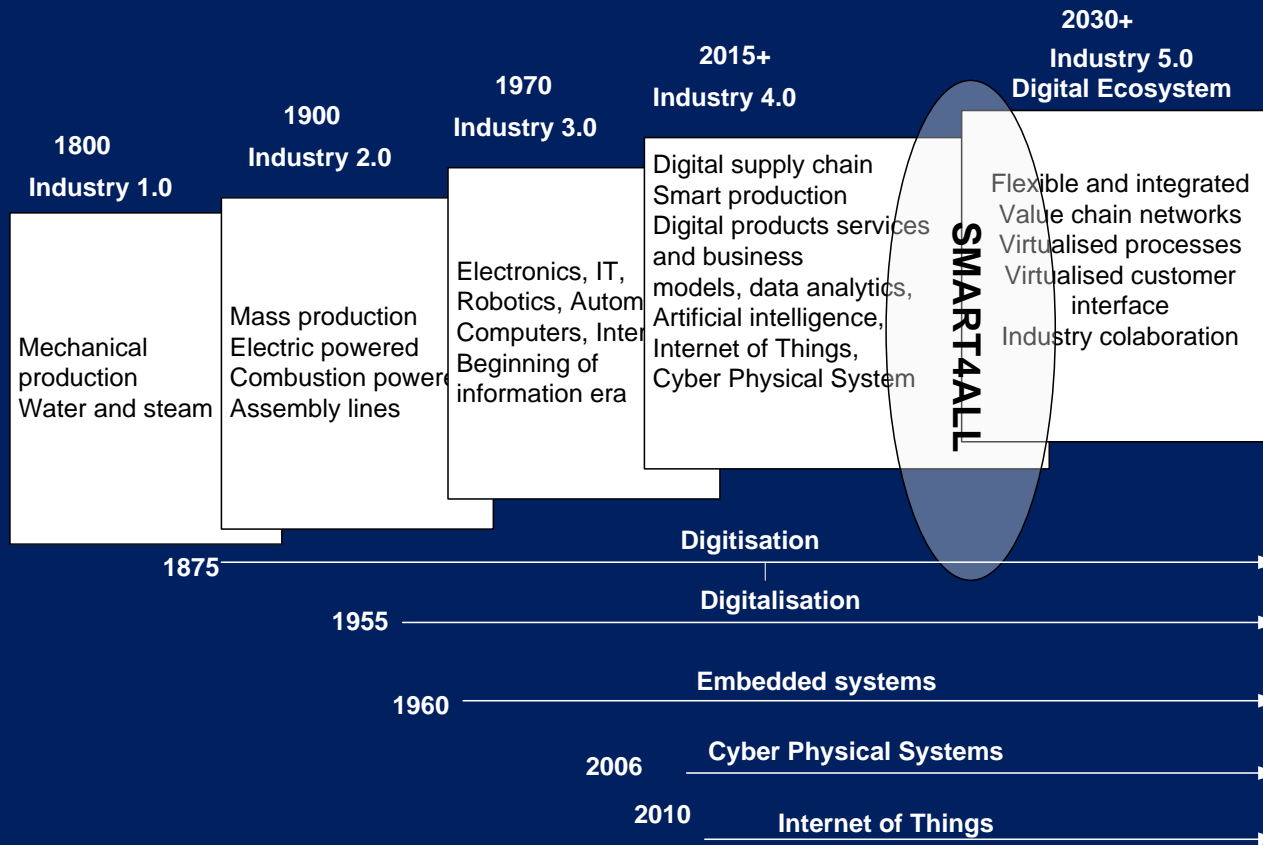 1800
Industry 1.0
Mechanical
production
Water and steam
1900
Industry 2.0
Mass production
Electric powered
Combustion powere
Assembly lines
1970
Industry 3.0
Electronics, IT,
Robotics, Autom
Computers, Inter
Beginning of
information era
2015+
Industry 4.0
Digital supply chain
Smart production
Digital products services
and business
models, data analytics,
Artificial intelligence,
Internet of Things,
Cyber Physical System
SMART4ALL
2030+
Industry 5.0
Digital Ecosystem
Flexible and integrated
Value chain networks
Virtualised processes
Virtualised customer
interface
Industry colaboration
1875
Digitisation
1955
Digitalisation
1960
Embedded systems
2006
Cyber Physical Systems
2010
Internet of Things